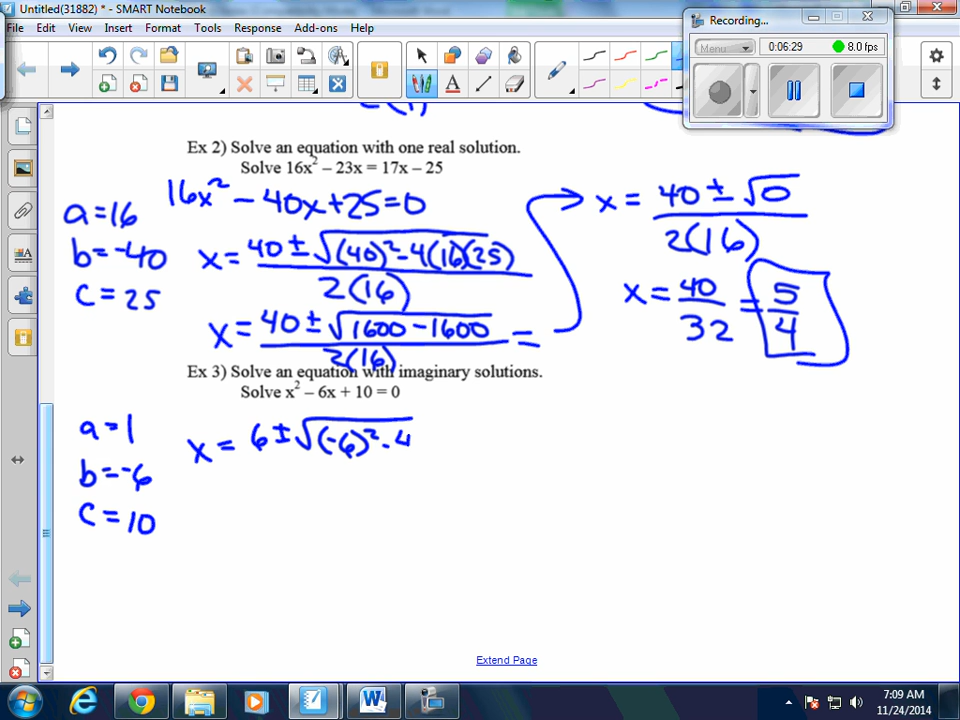 Untitled(31882) * - SMART Notebook
File Edit View Insert Format Tools Response Add-ons Help
Recording...
Menu 0:06:29 8.0 fps
Ex 2) Solve an equation with one real solution.
Solve 16x² – 23x = 17x – 25
16x² - 40x+25=0
a=16
b=-40
c=25
x= 40±√(40)²-4(16)(25)
2(16)
x= 40±√1600-1600 =
2(16)
x= 40±√0
2(16)
x= 40 = 5
32 4
Ex 3) Solve an equation with imaginary solutions.
Solve x² – 6x + 10 = 0
a=1
b=-6
c=10
x= 6±√(-6)²-4
Extend Page
7:09 AM
11/24/2014